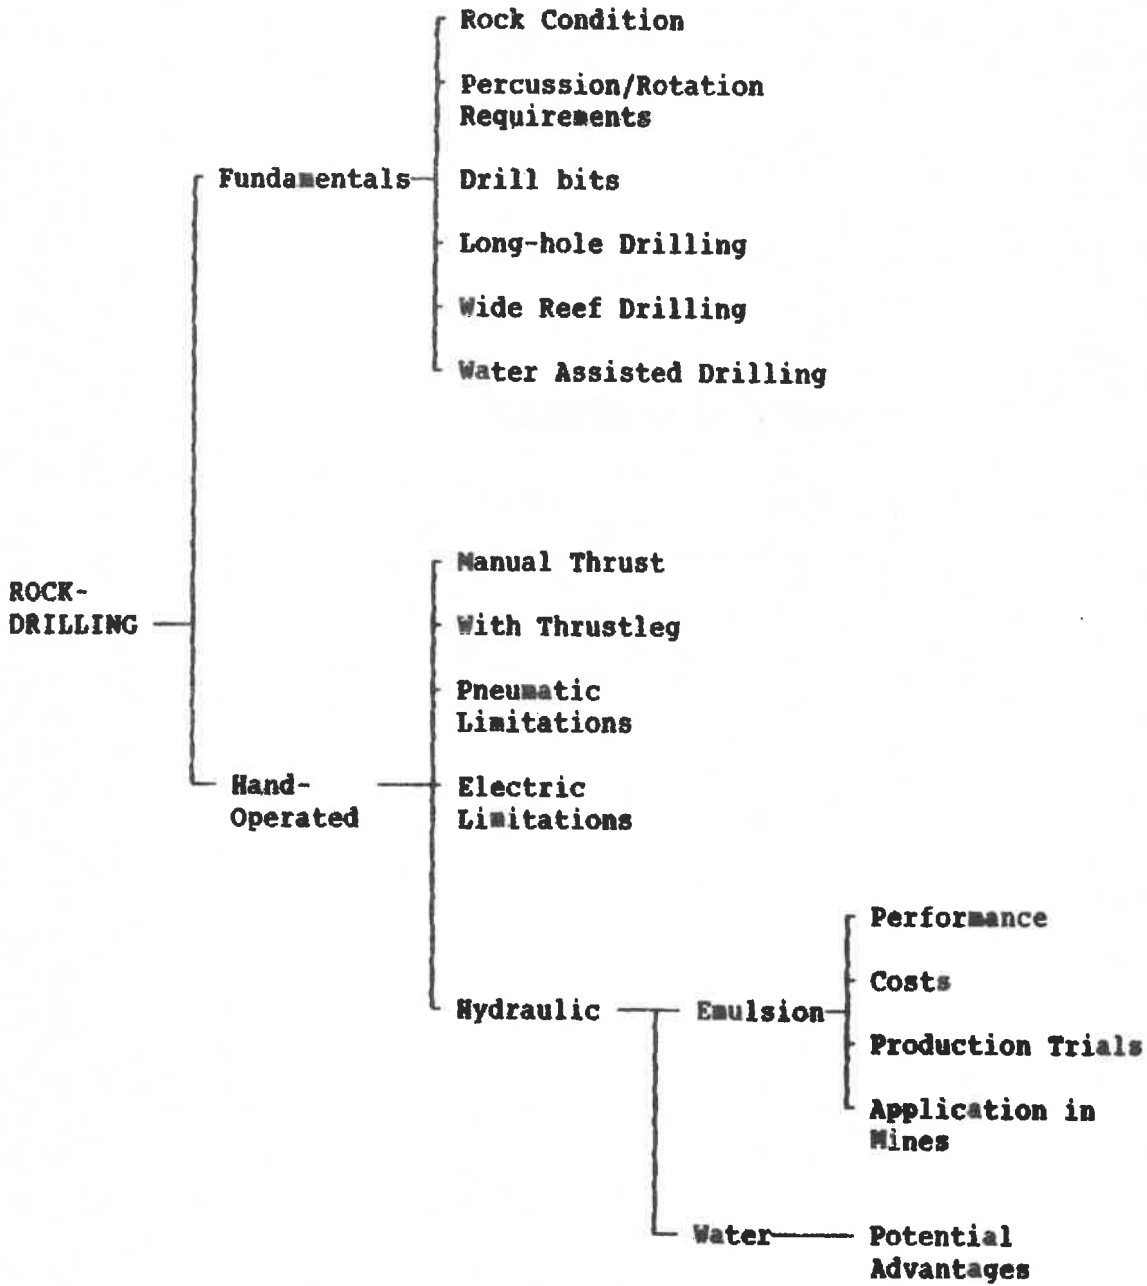 Rock Condition
Percussion/Rotation
Requirements
Fundamentals
Drill bits
Long-hole Drilling
Wide Reef Drilling
Water Assisted Drilling
ROCK-
DRILLING
Manual Thrust
With Thrustleg
Pneumatic
Limitations
Hand-
Operated
Electric
Limitations
Hydraulic
Emulsion
Performance
Costs
Production Trials
Application in
Mines
Water
Potential
Advantages